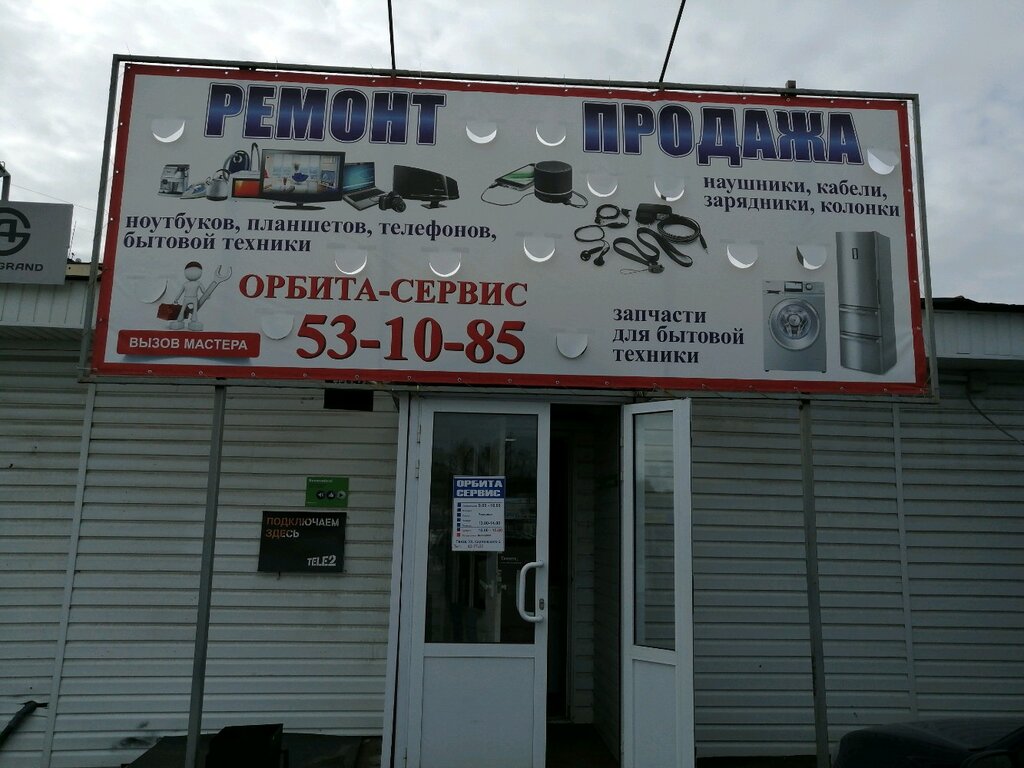 РЕМОНТ
ноутбуков, планшетов, телефонов,
бытовой техники
ОРБИТА-СЕРВИС
53-10-85
ВЫЗОВ МАСТЕРА
ПРОДАЖА
наушники, кабели,
зарядники, колонки
запчасти
для бытовой
техники
GRAND
ПОДКЛЮЧАЕМ
ЗДЕСЬ
TELE2
ОРБИТА
СЕРВИС